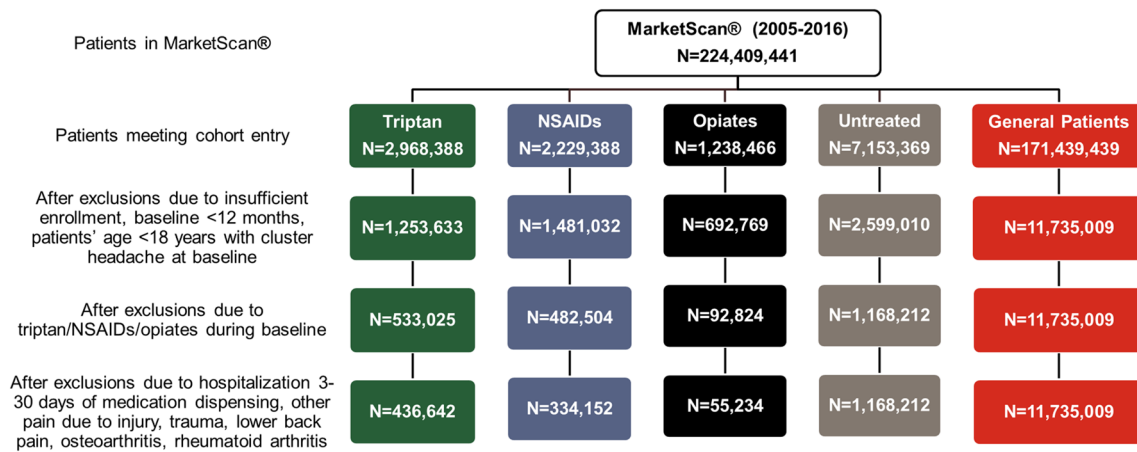 Patients in MarketScan®
MarketScan® (2005-2016)
N=224,409,441
Patients meeting cohort entry
Triptan
N=2,968,388
NSAIDs
N=2,229,388
Opiates
N=1,238,466
Untreated
N=7,153,369
General Patients
N=171,439,439
After exclusions due to insufficient
enrollment, baseline <12 months,
patients’ age <18 years with cluster
headache at baseline
N=1,253,633
N=1,481,032
N=692,769
N=2,599,010
N=11,735,009
After exclusions due to
triptan/NSAIDs/opiates during baseline
N=533,025
N=482,504
N=92,824
N=1,168,212
N=11,735,009
After exclusions due to hospitalization 3-
30 days of medication dispensing, other
pain due to injury, trauma, lower back
pain, osteoarthritis, rheumatoid arthritis
N=436,642
N=334,152
N=55,234
N=1,168,212
N=11,735,009